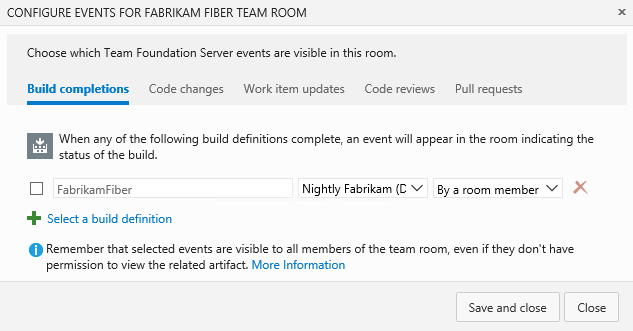 CONFIGURE EVENTS FOR FABRIKAM FIBER TEAM ROOM
Choose which Team Foundation Server events are visible in this room.
Build completions Code changes Work item updates Code reviews Pull requests
When any of the following build definitions complete, an event will appear in the room indicating the
status of the build.
FabrikamFiber Nightly Fabrikam (D By a room member
Select a build definition
Remember that selected events are visible to all members of the team room, even if they don't have
permission to view the related artifact. More Information
Save and close Close